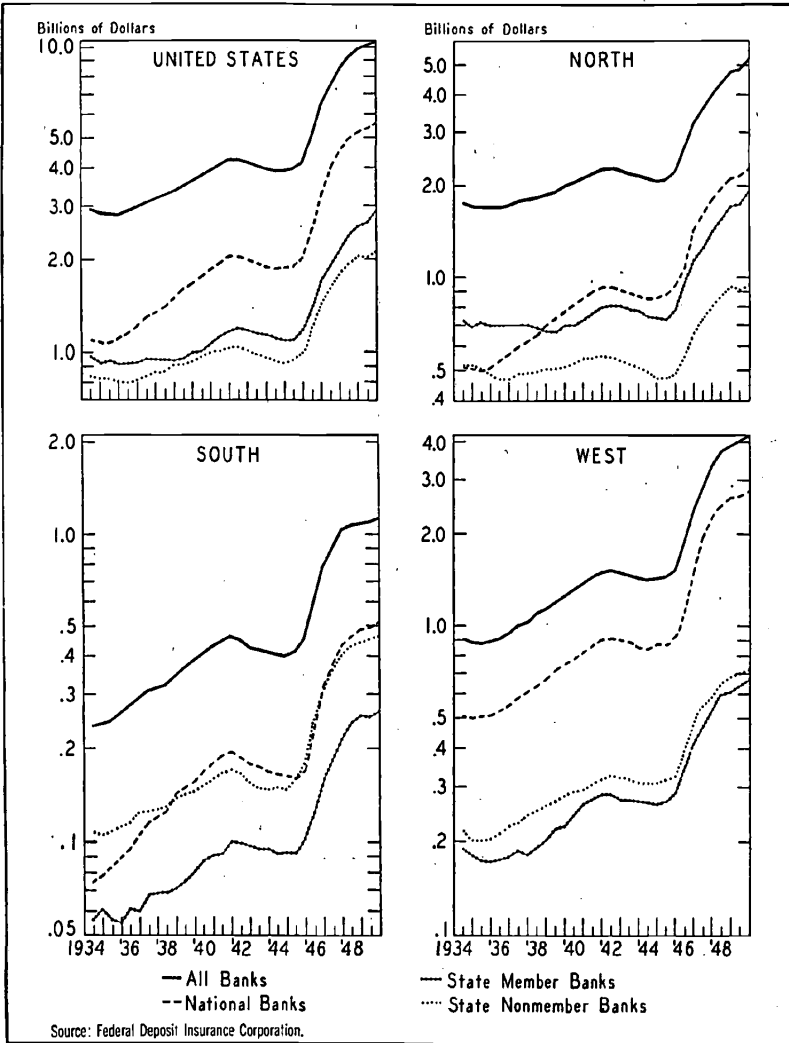 Billions of Dollars
UNITED STATES
10.0
5.0
4.0
3.0
2.0
1.0
Billions of Dollars
NORTH
5.0
4.0
3.0
2.0
1.0
.5
.4
SOUTH
2.0
1.0
.5
.4
.3
.2
.1
.05
1934 '36 '38 '40 '42 '44 '46 '48
WEST
4.0
3.0
2.0
1.0
.5
.4
.3
.2
.1
1934 '36 '38 '40 '42 '44 '46 '48
All Banks
National Banks
State Member Banks
State Nonmember Banks
Source: Federal Deposit Insurance Corporation.